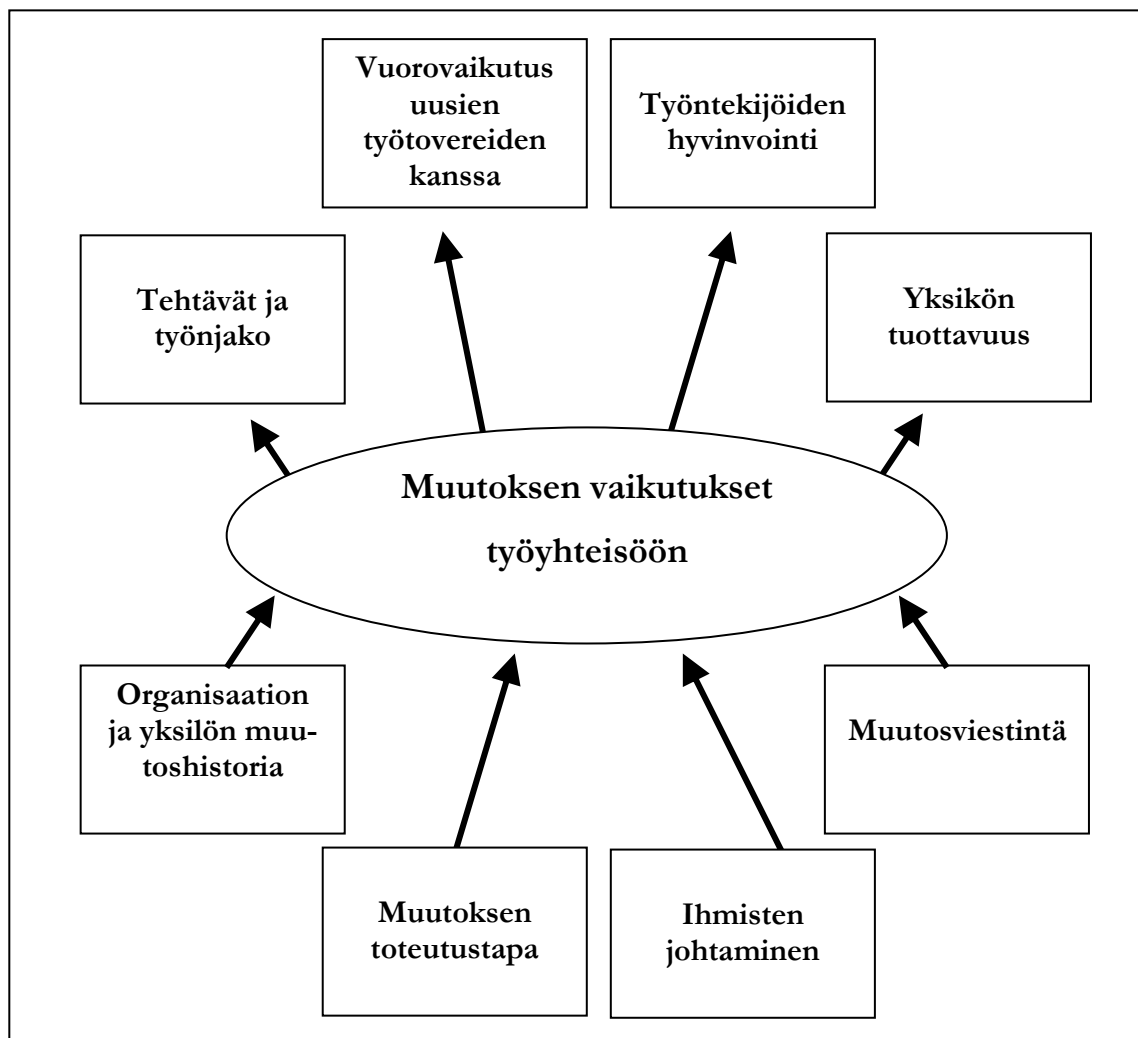 Vuorovaikutus
uusien
työtovereiden
kanssa
Työntekijöiden
hyvinvointi
Tehtävät ja
työnjako
Yksikön
tuottavuus
Muutoksen vaikutukset
työyhteisöön
Organisaation
ja yksilön muu-
toshistoria
Muutosviestintä
Muutoksen
toteutustapa
Ihmisten
johtaminen